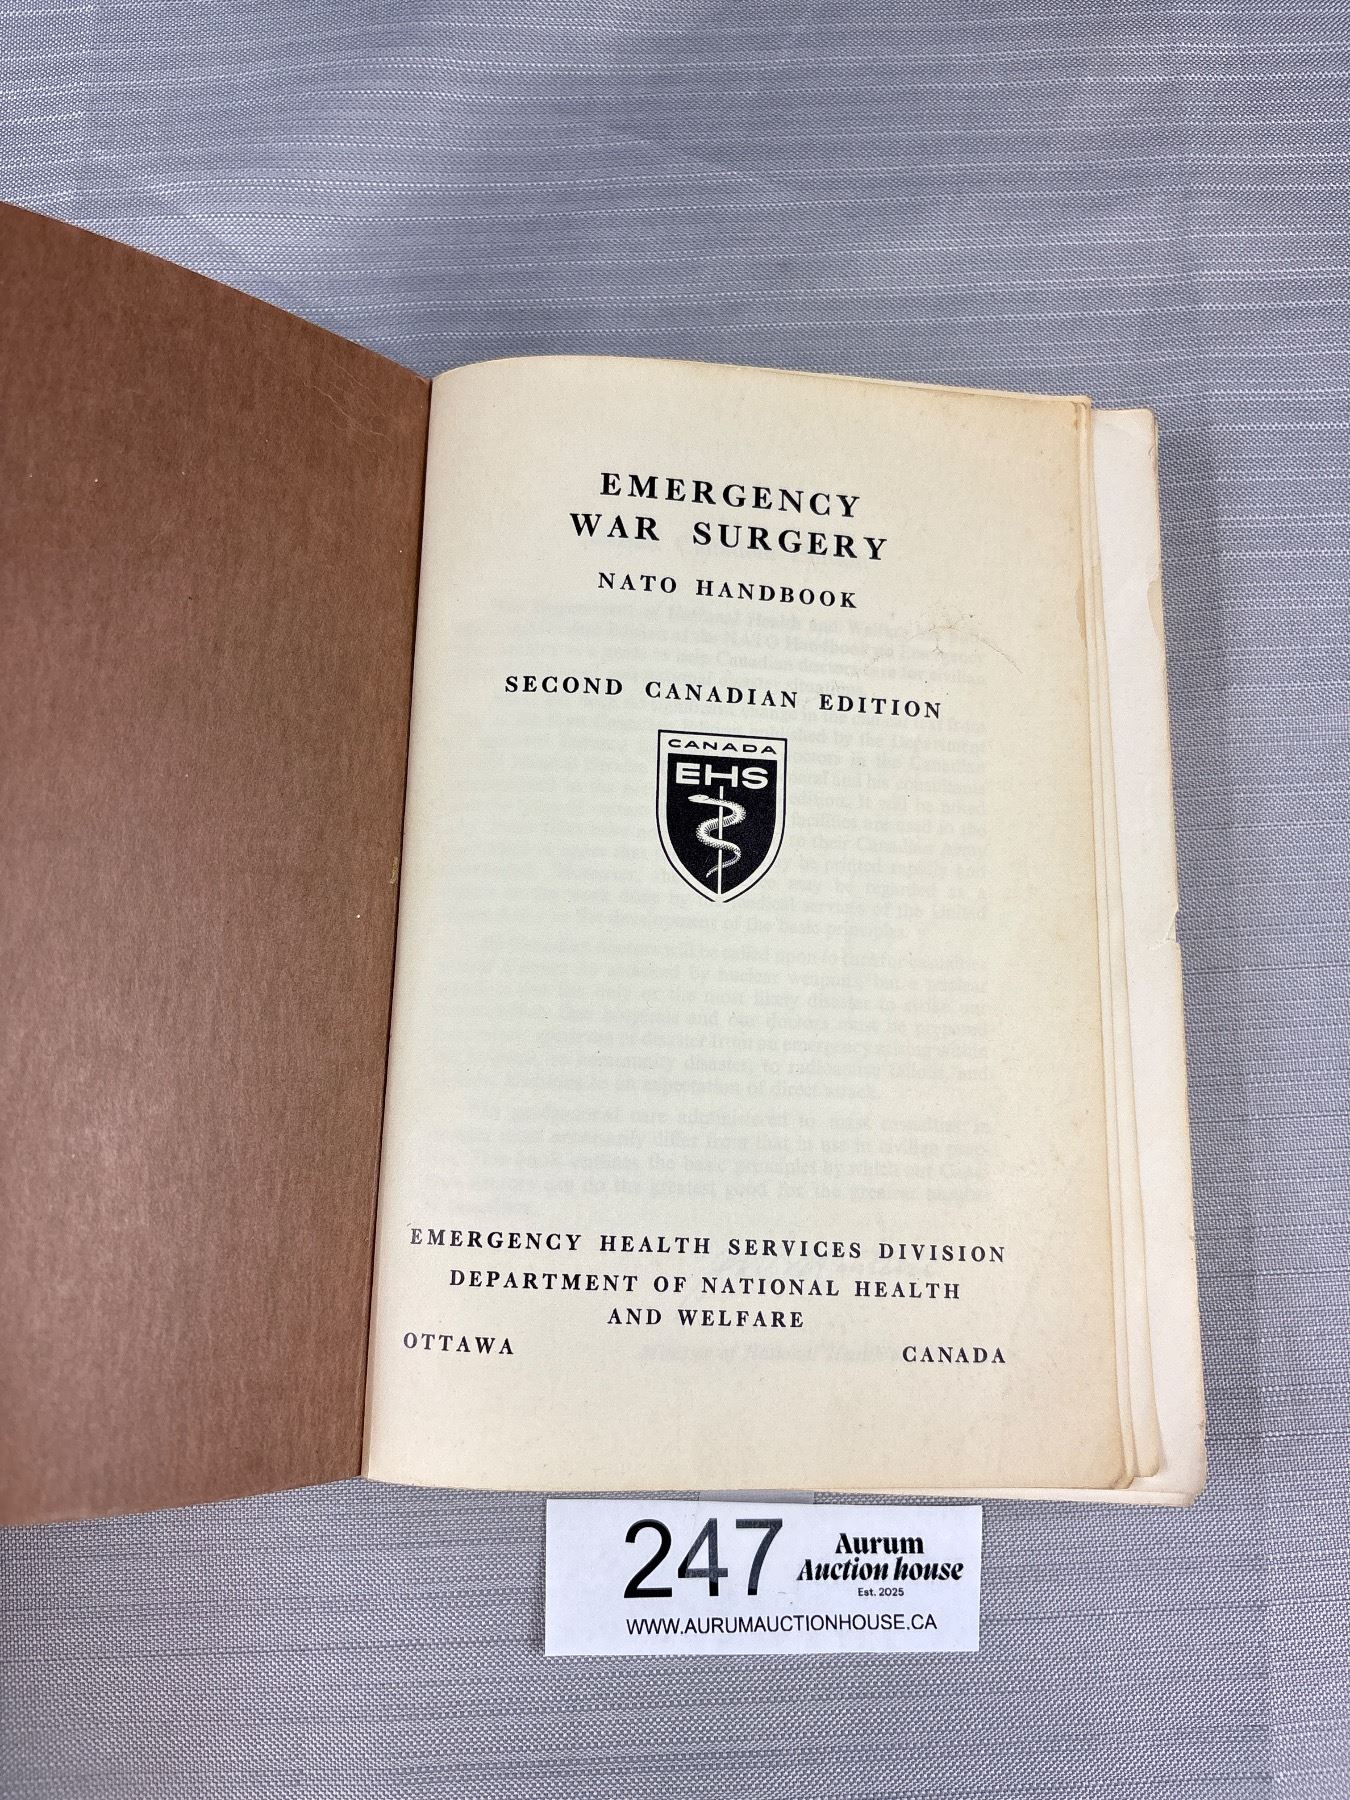 EMERGENCY
WAR SURGERY
NATO HANDBOOK
SECOND CANADIAN EDITION
CANADA
EHS
EMERGENCY HEALTH SERVICES DIVISION
DEPARTMENT OF NATIONAL HEALTH
AND WELFARE
OTTAWA CANADA
247
Aurum
Auction house
Est. 2025
WWW.AURUMAUCTIONHOUSE.CA